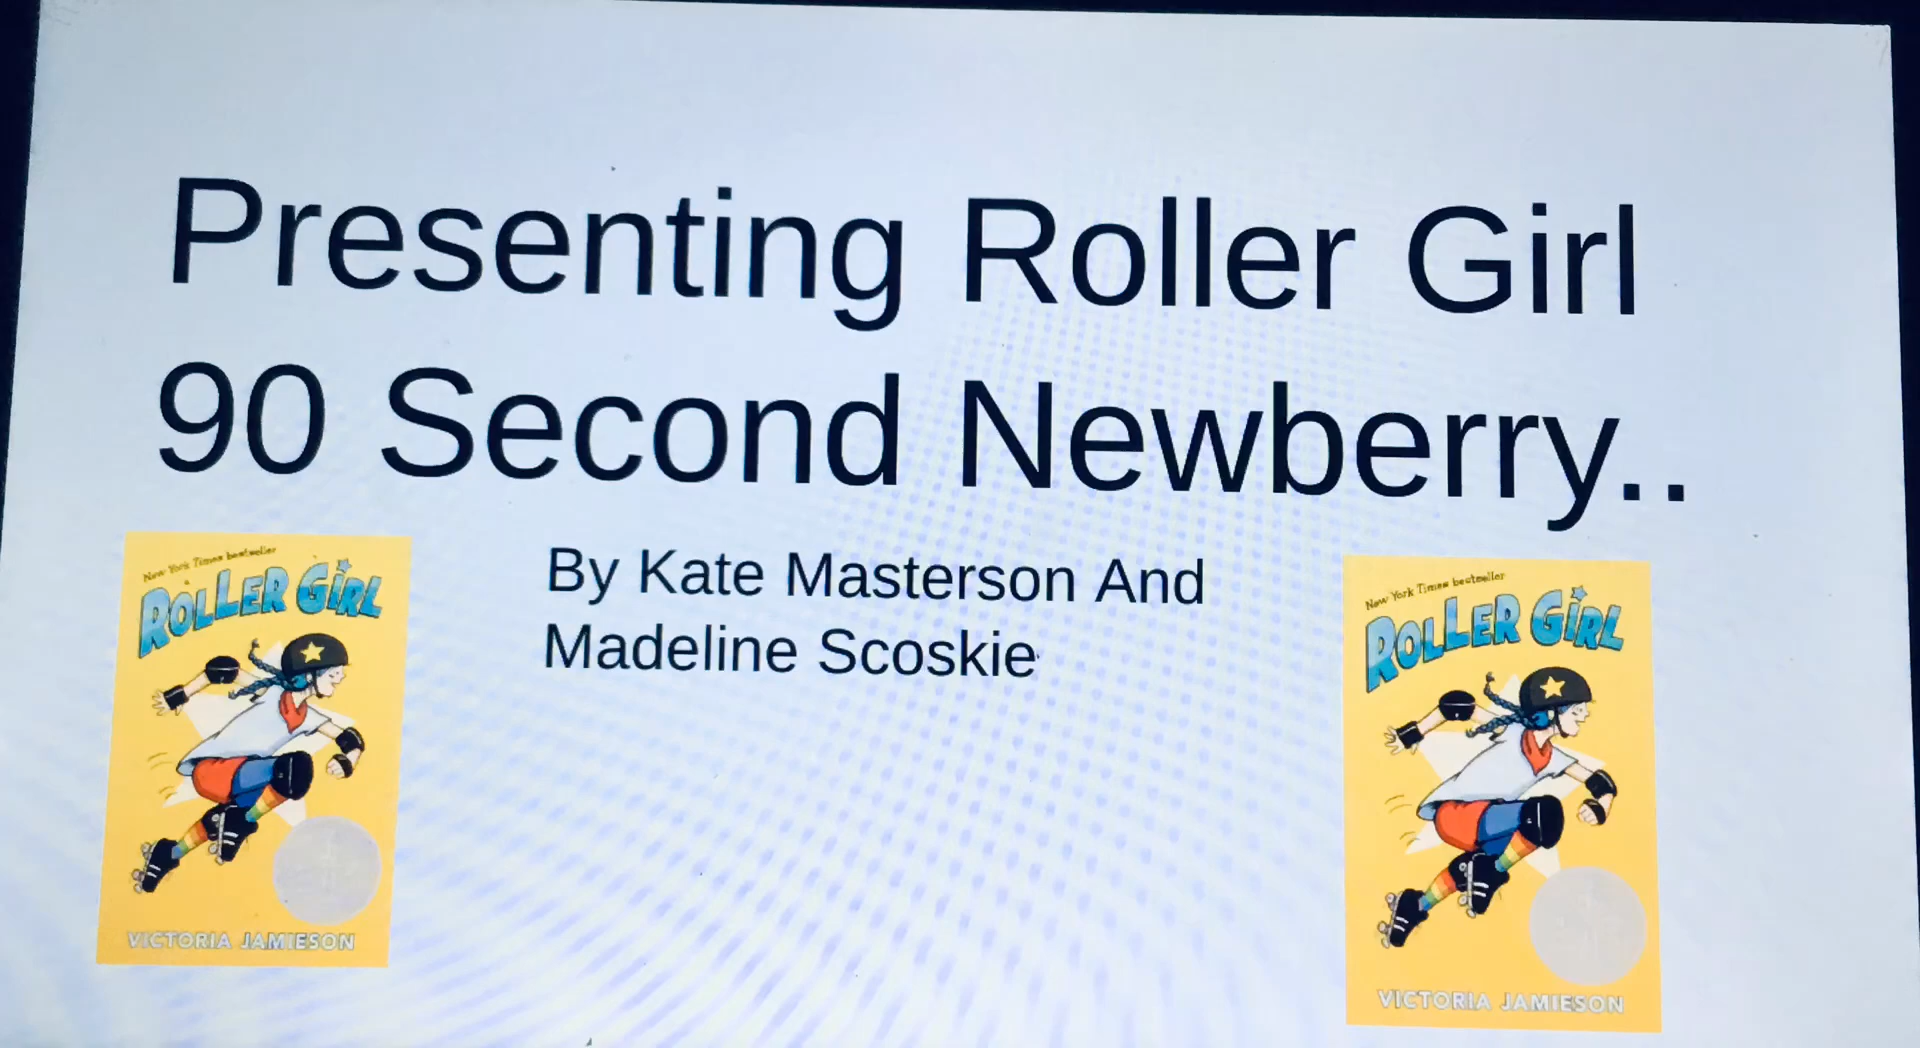 Presenting Roller Girl
90 Second Newberry..
By Kate Masterson And
Madeline Scoskie
New York Times bestseller
ROLLER GIRL
VICTORIA JAMIESON
New York Times bestseller
ROLLER GIRL
VICTORIA JAMIESON